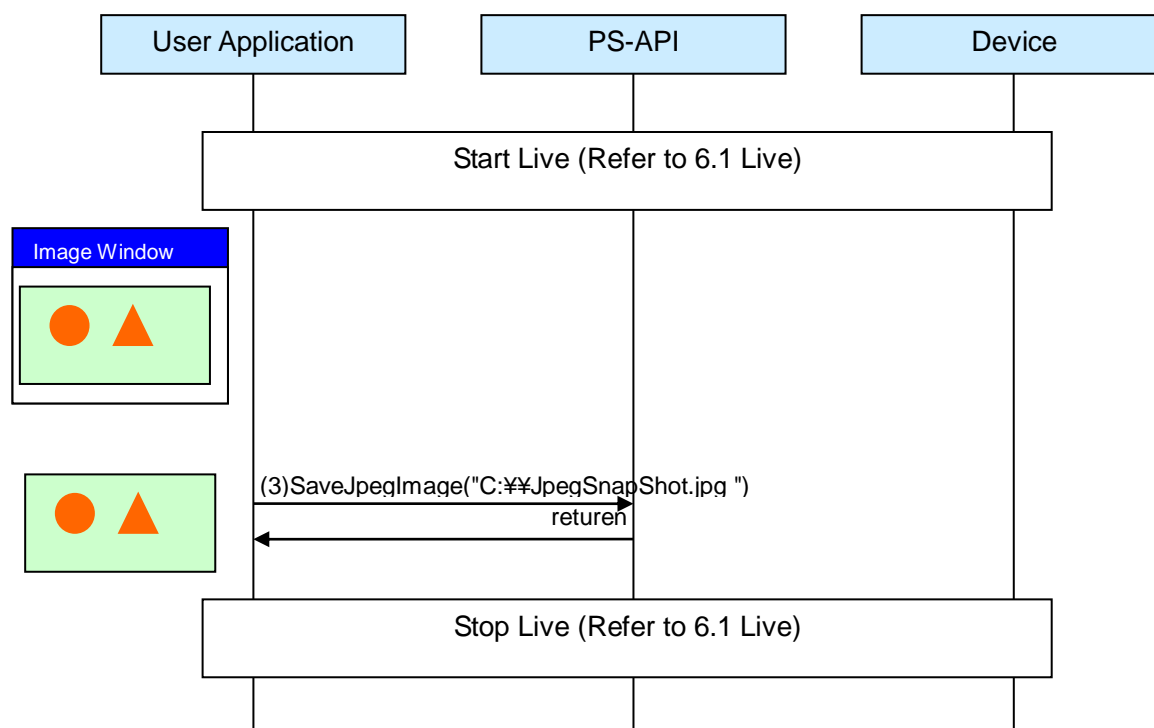 User Application
PS-API
Device
Start Live (Refer to 6.1 Live)
Image Window
(3)SaveJpegImage("C:¥¥JpegSnapShot.jpg ")
returen
Stop Live (Refer to 6.1 Live)